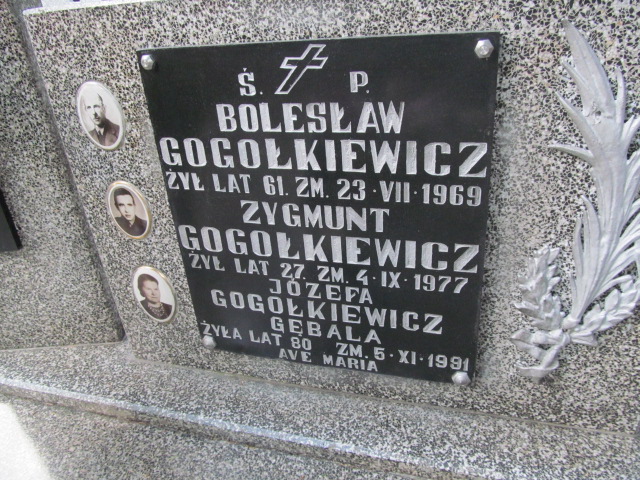 Ś. P.
BOLESŁAW
GOGOŁKIEWICZ
ŻYŁ LAT 61. ZM. 23·VII·1969
ZYGMUNT
GOGOŁKIEWICZ
ŻYŁ LAT 27. ZM. 4·IX·1977
JÓZEFA
GOGOŁKIEWICZ
GĘBALA
ŻYŁA LAT 80 ZM. 5·XI·1991
AVE MARIA